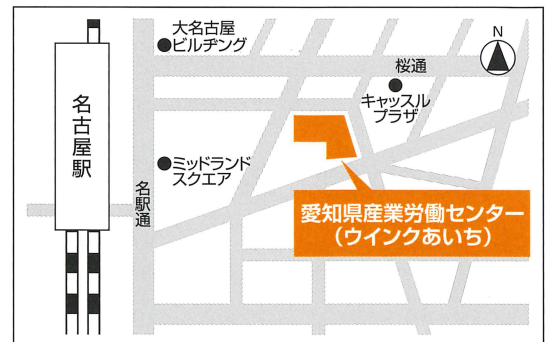 大名古屋
ビルヂング
N
桜通
キャッスル
プラザ
名古屋駅
ミッドランド
スクエア
名駅通
愛知県産業労働センター
（ウインクあいち）